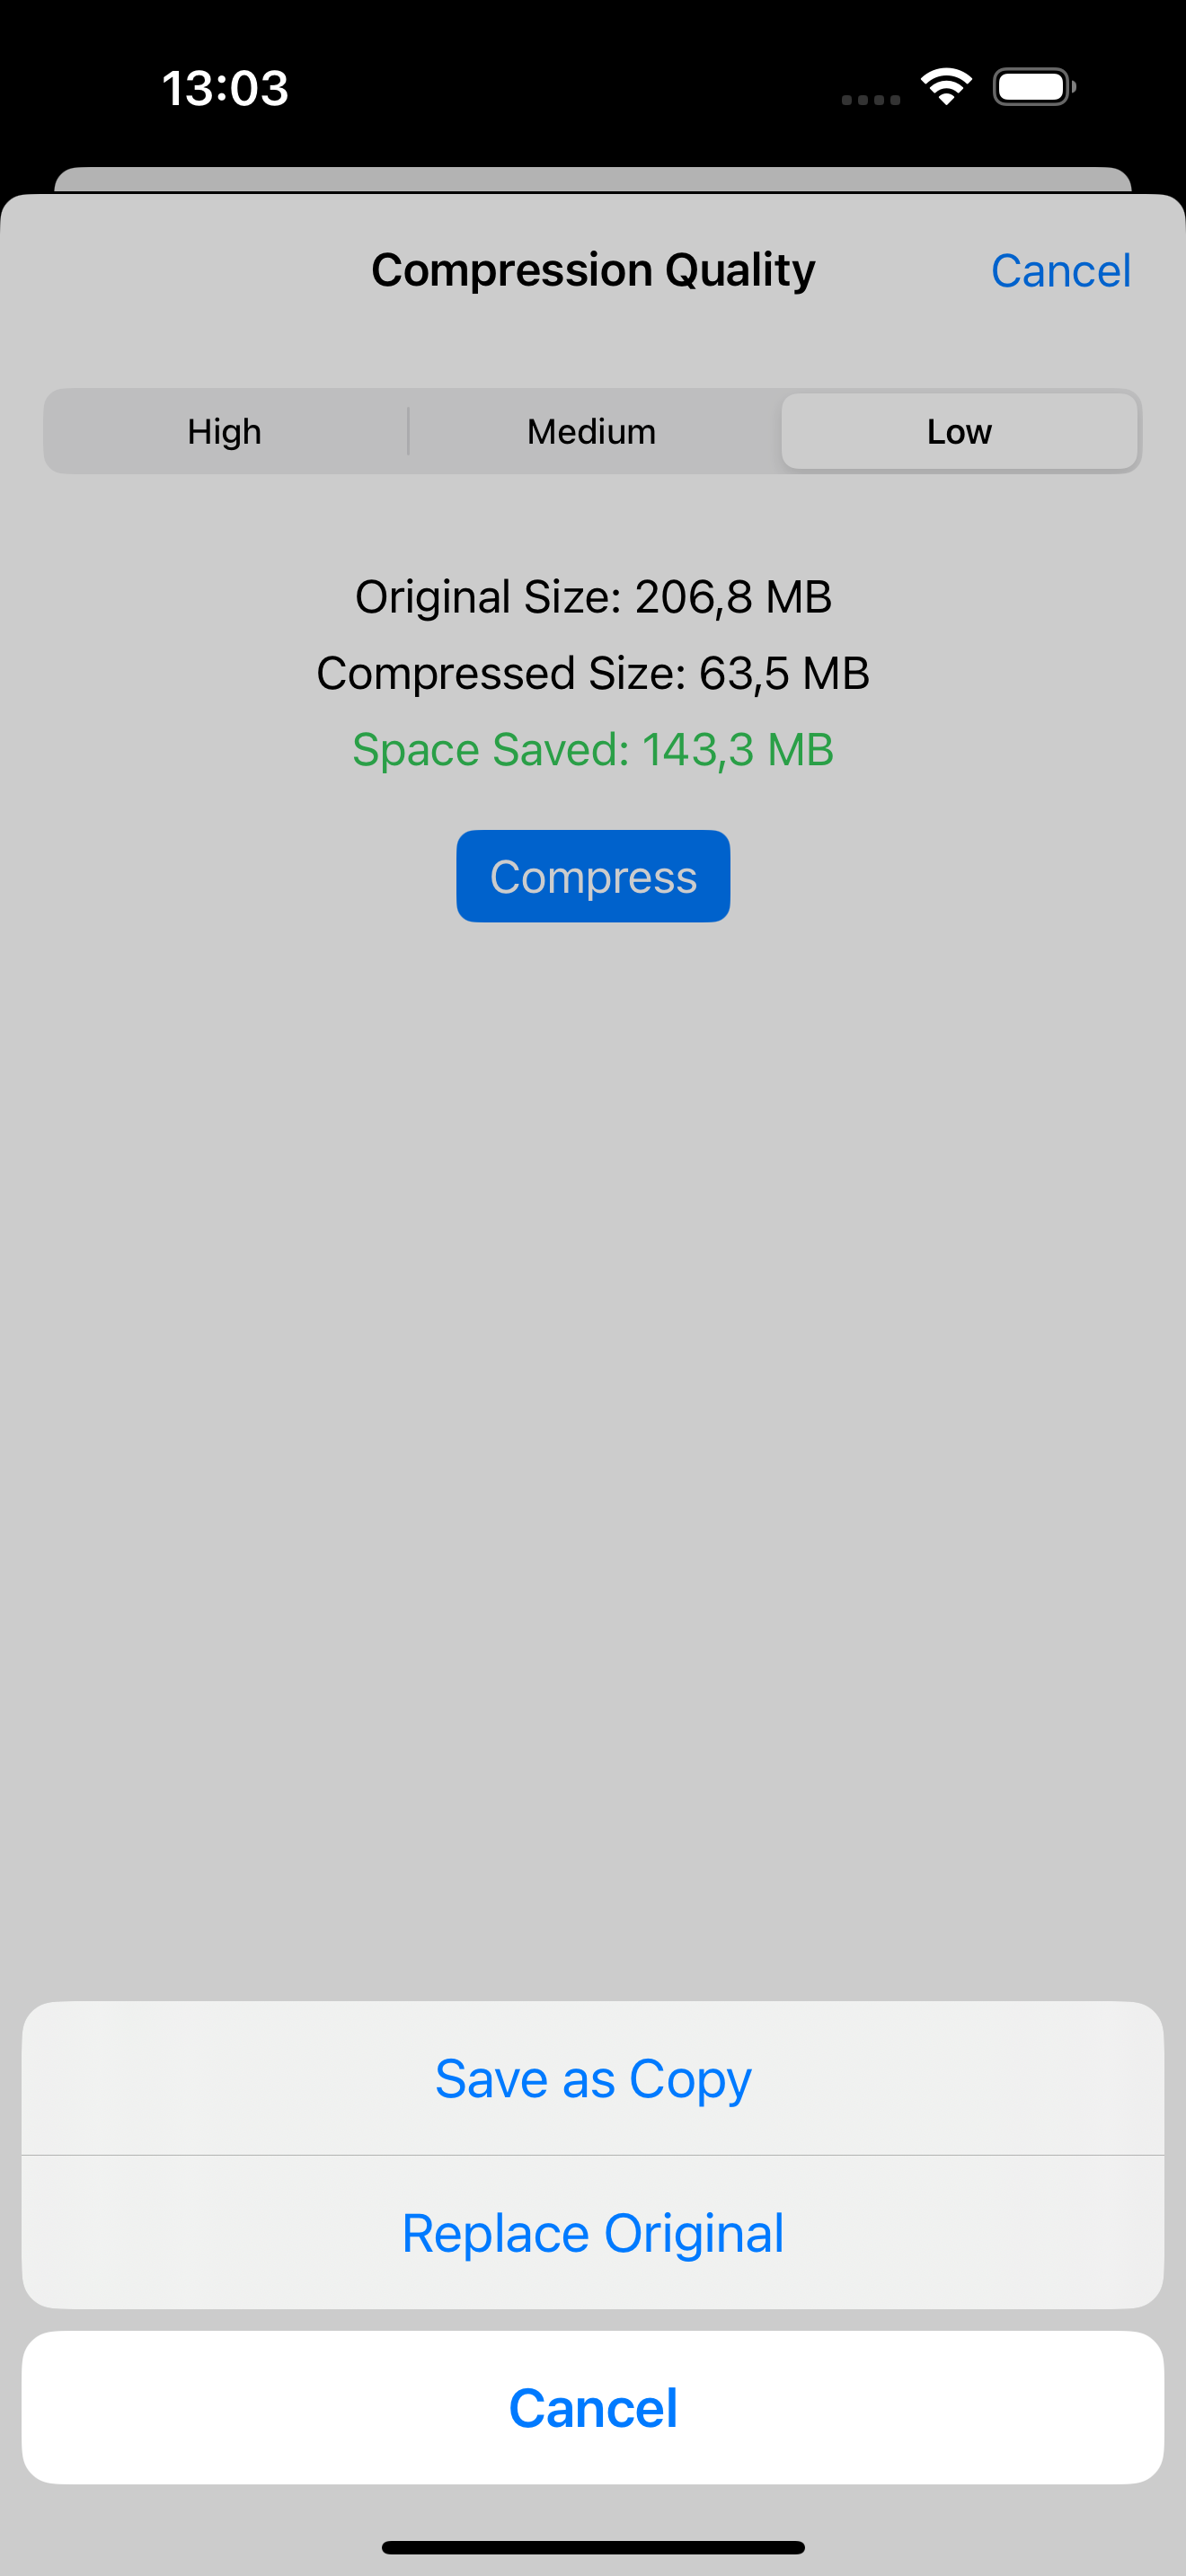 13:03
Compression Quality
Cancel
High
Medium
Low
Original Size: 206,8 MB
Compressed Size: 63,5 MB
Space Saved: 143,3 MB
Compress
Save as Copy
Replace Original
Cancel